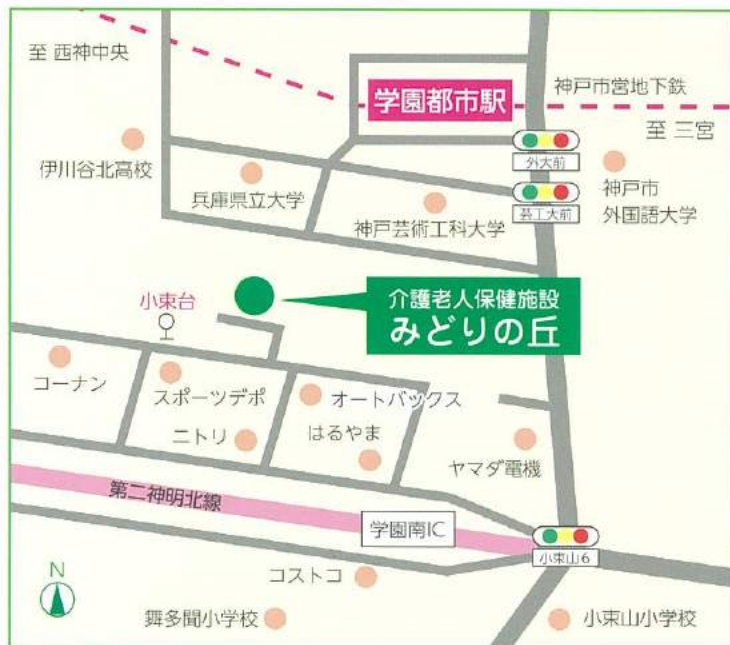 至 西神中央
学園都市駅
神戸市営地下鉄
至 三宮
外大前
伊川谷北高校
兵庫県立大学
神戸芸術工科大学
芸工大前
神戸市
外国語大学
小束台
介護老人保健施設
みどりの丘
コーナン
スポーツデポ
ニトリ
オートバックス
はるやま
ヤマダ電機
第二神明北線
学園南IC
小束山6
コストコ
N
舞多聞小学校
小束山小学校